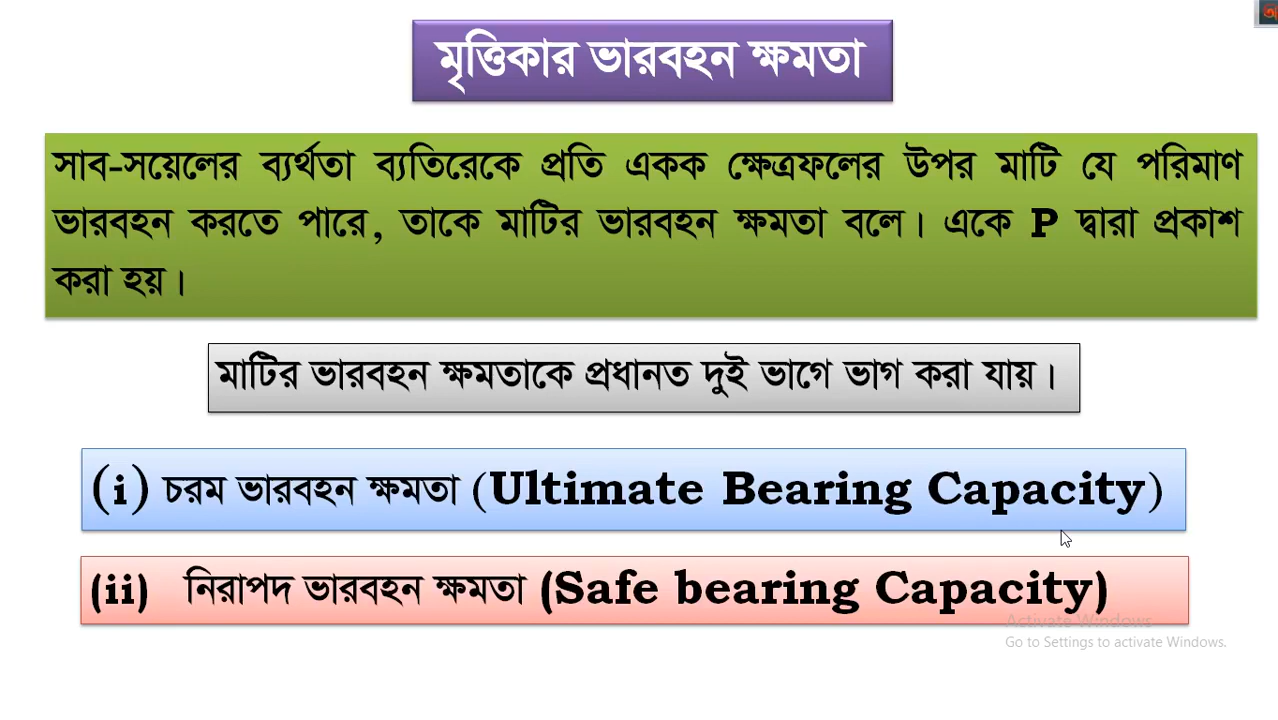 মৃত্তিকার ভারবহন ক্ষমতা
সাব-সয়েলের ব্যর্থতা ব্যতিরেকে প্রতি একক ক্ষেত্রফলের উপর মাটি যে পরিমাণ
ভারবহন করতে পারে, তাকে মাটির ভারবহন ক্ষমতা বলে। একে P দ্বারা প্রকাশ
করা হয়।
মাটির ভারবহন ক্ষমতাকে প্রধানত দুই ভাগে ভাগ করা যায়।
(i) চরম ভারবহন ক্ষমতা (Ultimate Bearing Capacity)
(ii) নিরাপদ ভারবহন ক্ষমতা (Safe bearing Capacity)
Activate Windows
Go to Settings to activate Windows.